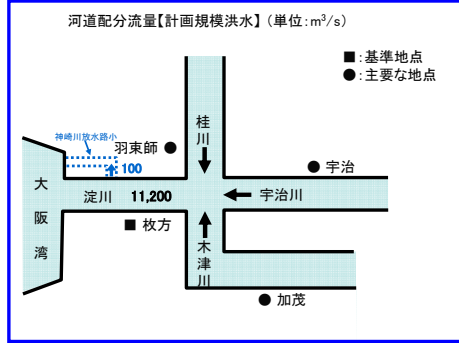 河道配分流量【計画規模洪水】(単位:m³/s)
■:基準地点
●:主要な地点
神崎川放水路小
羽東師 ●
100
桂川
● 宇治
大阪湾
淀川 11,200
宇治川
■ 枚方
木津川
● 加茂